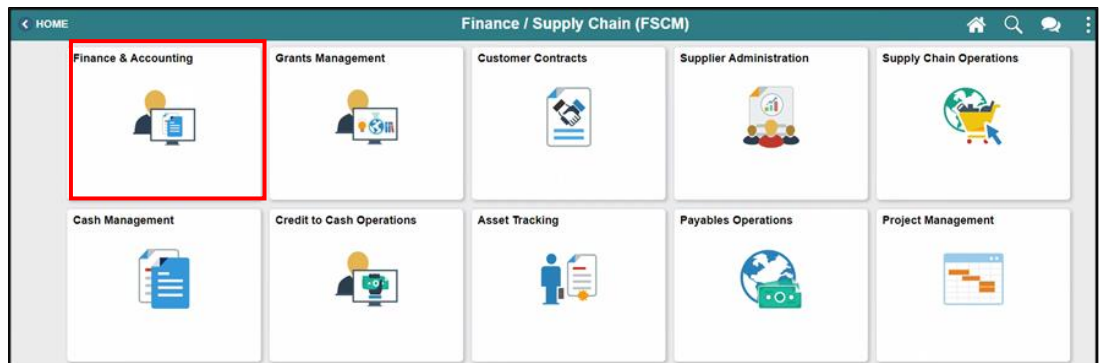 HOME
Finance / Supply Chain (FSCM)
Finance & Accounting
Grants Management
Customer Contracts
Supplier Administration
Supply Chain Operations
Cash Management
Credit to Cash Operations
Asset Tracking
Payables Operations
Project Management